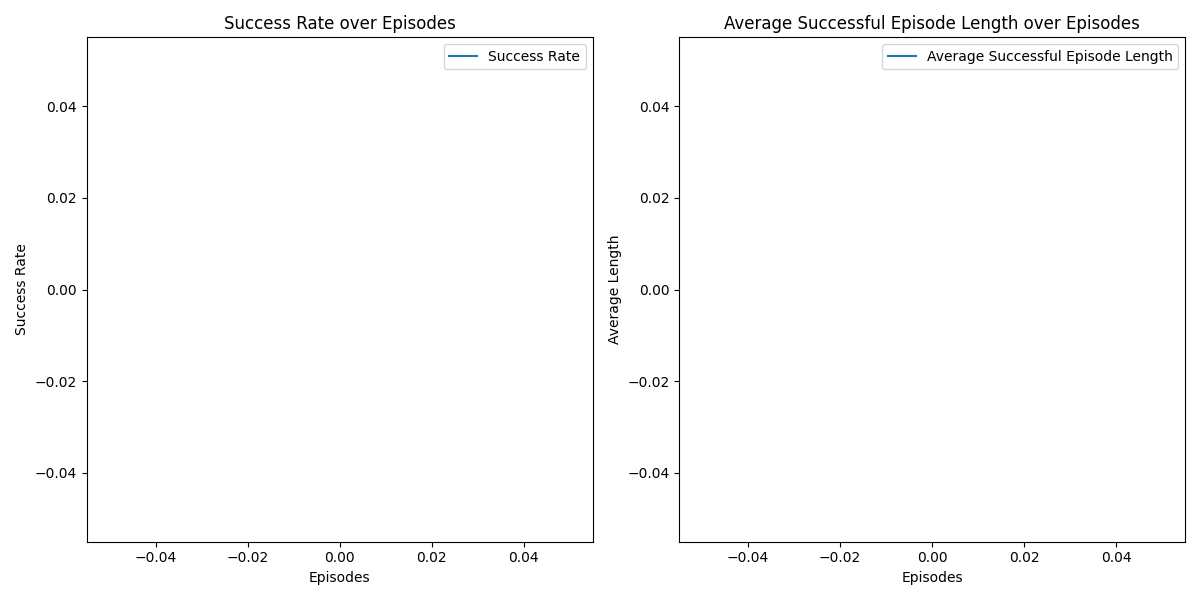 Success Rate over Episodes
Success Rate
0.04
0.02
0.00
−0.02
−0.04
Success Rate
−0.04 −0.02 0.00 0.02 0.04
Episodes
Average Successful Episode Length over Episodes
Average Successful Episode Length
0.04
0.02
0.00
−0.02
−0.04
Average Length
−0.04 −0.02 0.00 0.02 0.04
Episodes